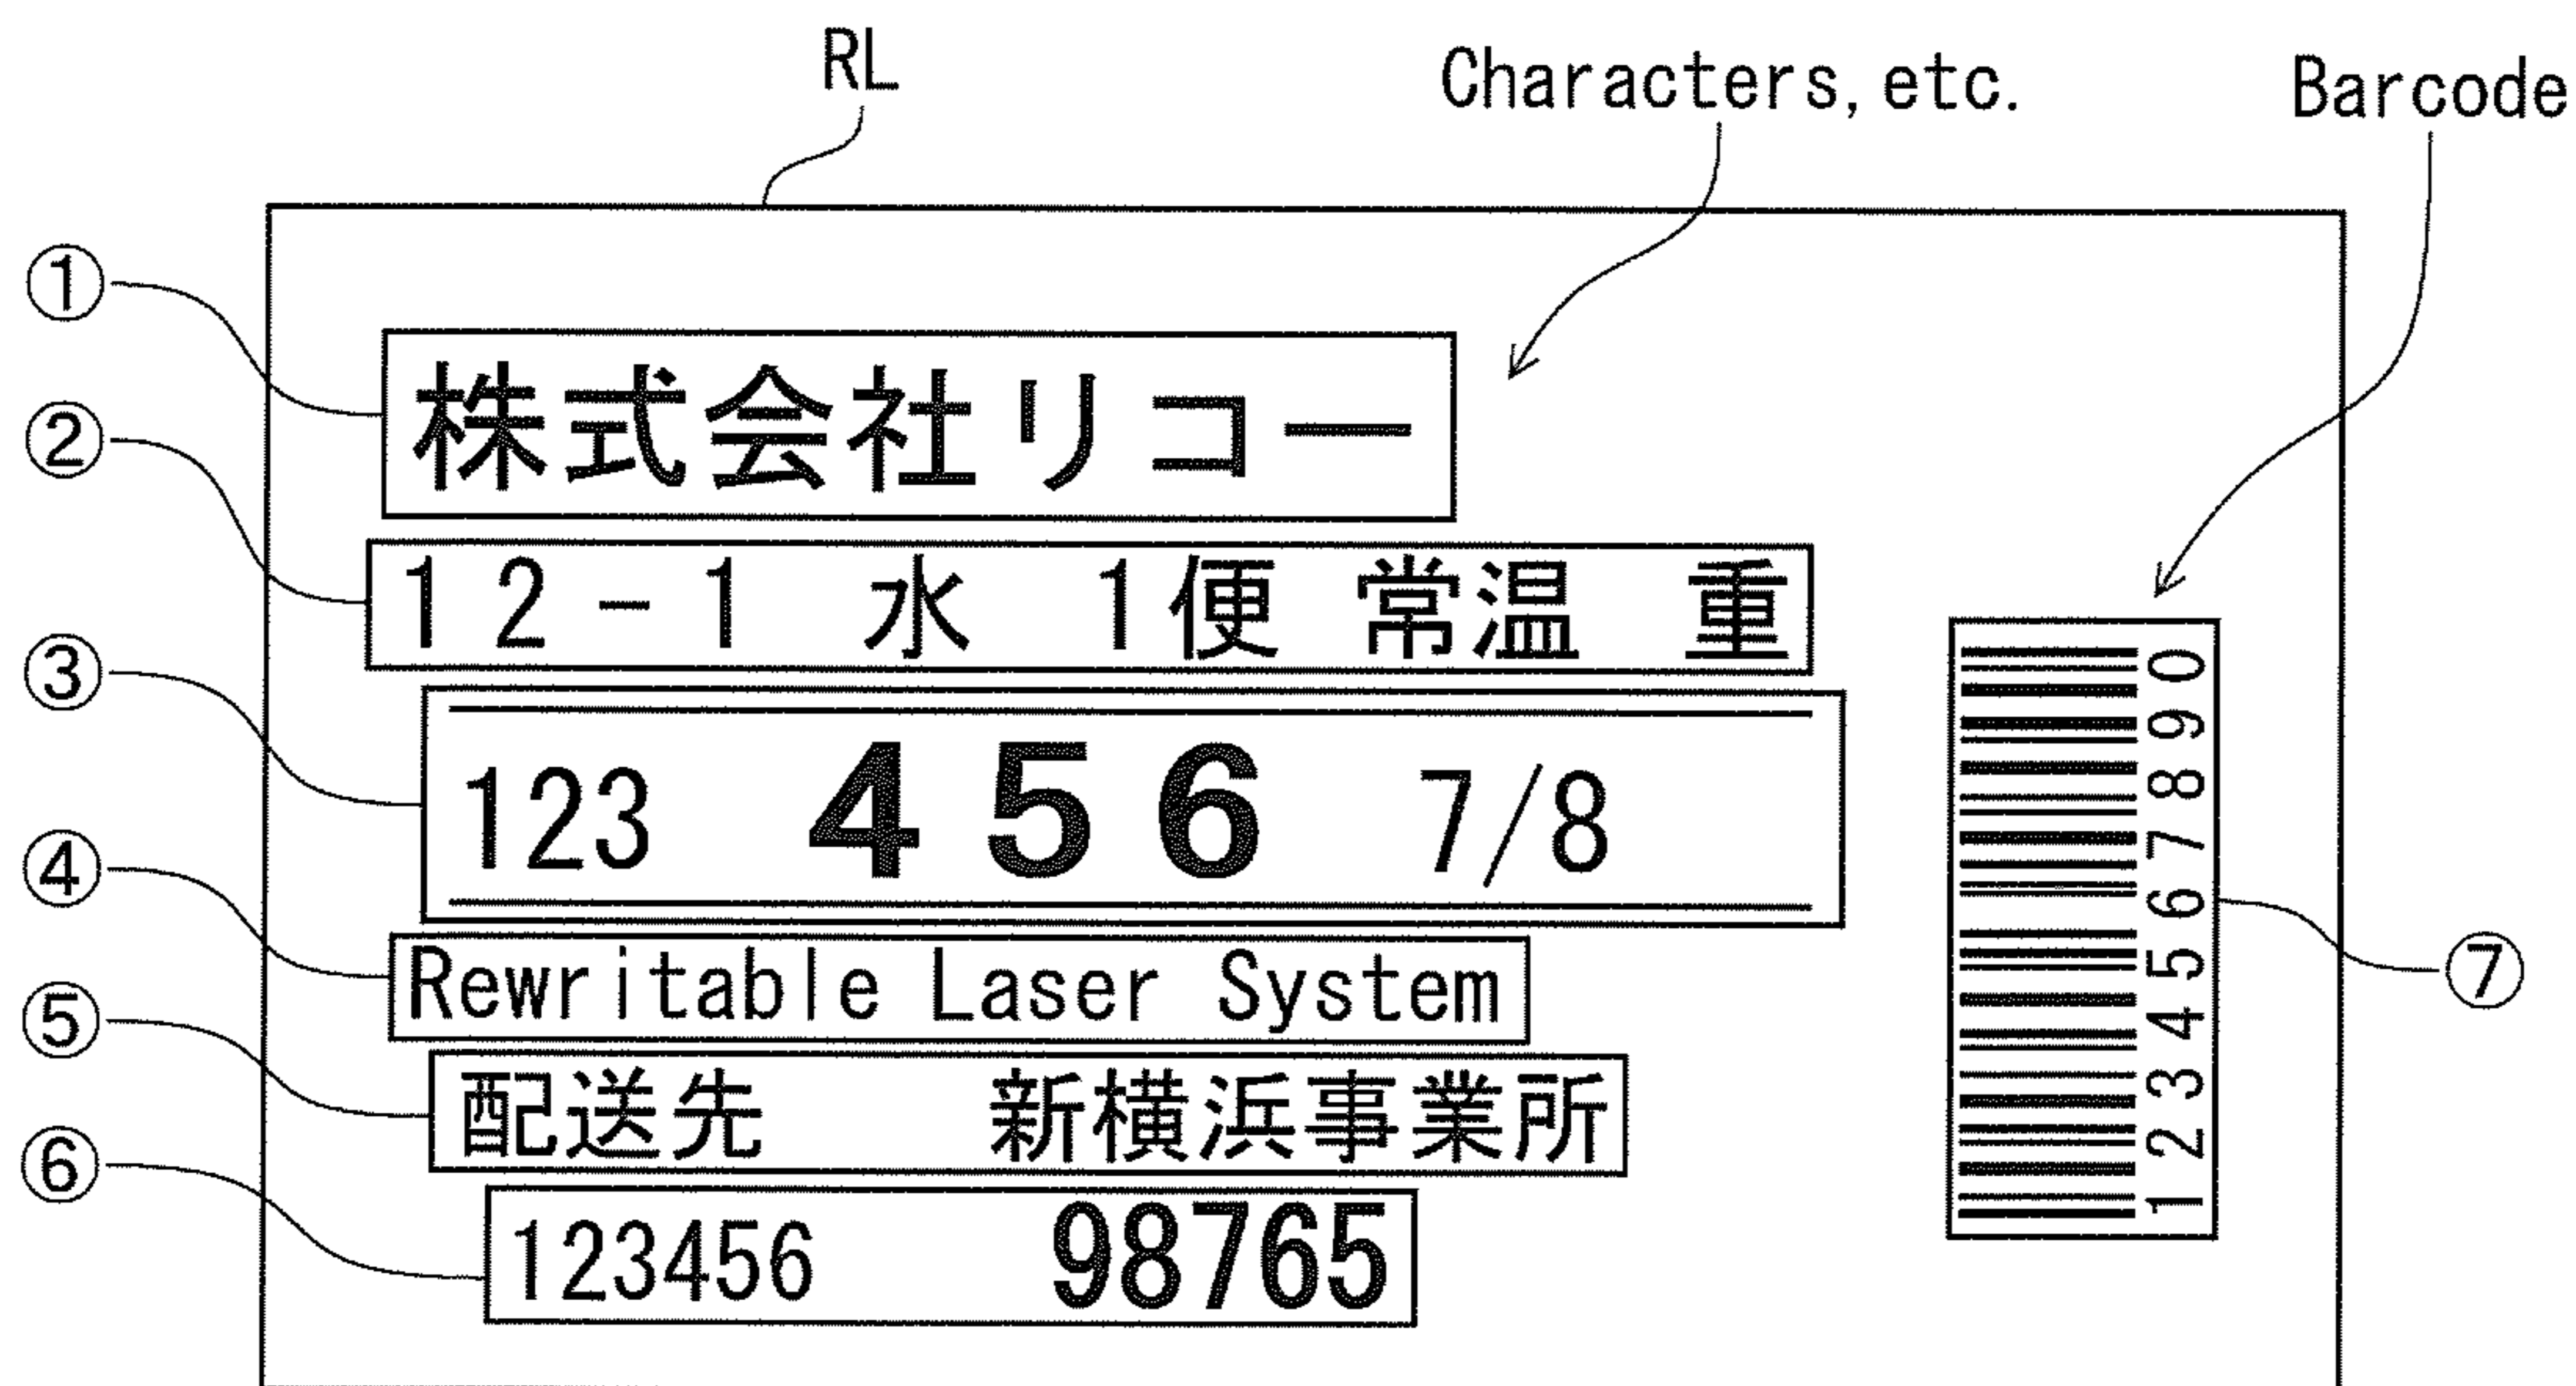 RL
Characters, etc.
Barcode
①
株式会社リコー
②
12-1 水 1便 常温 重
③
123 456 7/8
④
Rewritable Laser System
⑤
配送先 新横浜事業所
⑥
123456 98765
1234567890
⑦